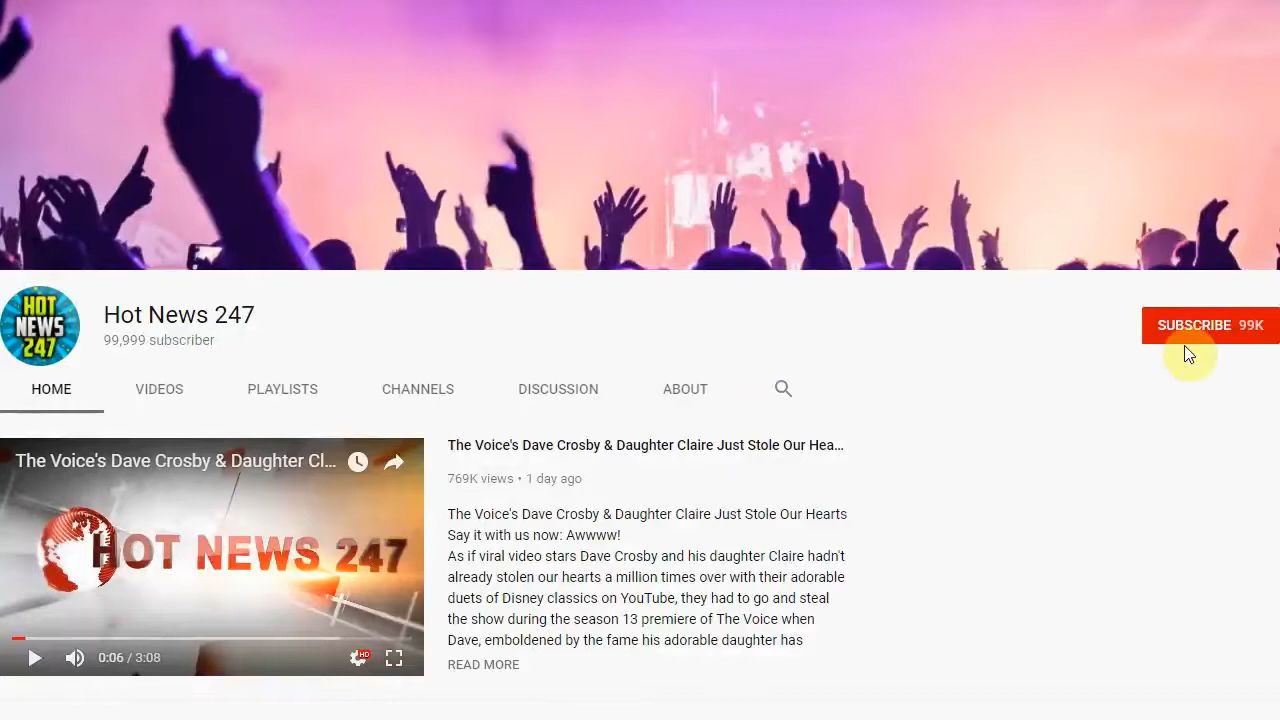 HOT
NEWS
247
Hot News 247
99,999 subscriber
SUBSCRIBE 99K
HOME VIDEOS PLAYLISTS CHANNELS DISCUSSION ABOUT
The Voice's Dave Crosby & Daughter Cl...
HOT NEWS 247
0:06 / 3:08
HD
The Voice's Dave Crosby & Daughter Claire Just Stole Our Hea...
769K views • 1 day ago
The Voice's Dave Crosby & Daughter Claire Just Stole Our Hearts
Say it with us now: Awwww!
As if viral video stars Dave Crosby and his daughter Claire hadn't
already stolen our hearts a million times over with their adorable
duets of Disney classics on YouTube, they had to go and steal
the show during the season 13 premiere of The Voice when
Dave, emboldened by the fame his adorable daughter has
READ MORE